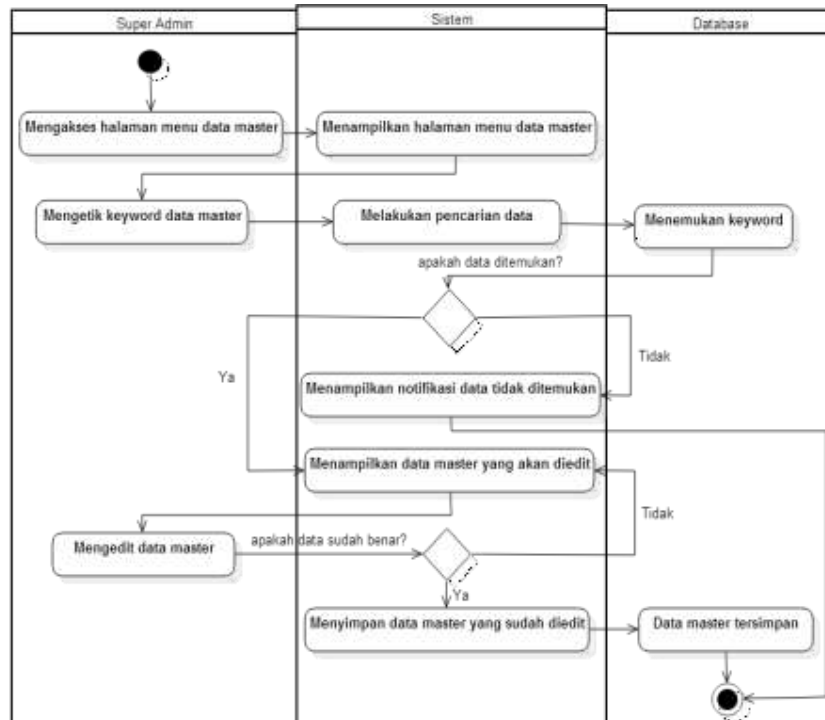 Super Admin
Sistem
Database
Mengakses halaman menu data master
Menampilkan halaman menu data master
Mengetik keyword data master
Melakukan pencarian data
Menemukan keyword
apakah data ditemukan?
Ya
Tidak
Menampilkan notifikasi data tidak ditemukan
Menampilkan data master yang akan diedit
Tidak
Mengedit data master
apakah data sudah benar?
Ya
Menyimpan data master yang sudah diedit
Data master tersimpan